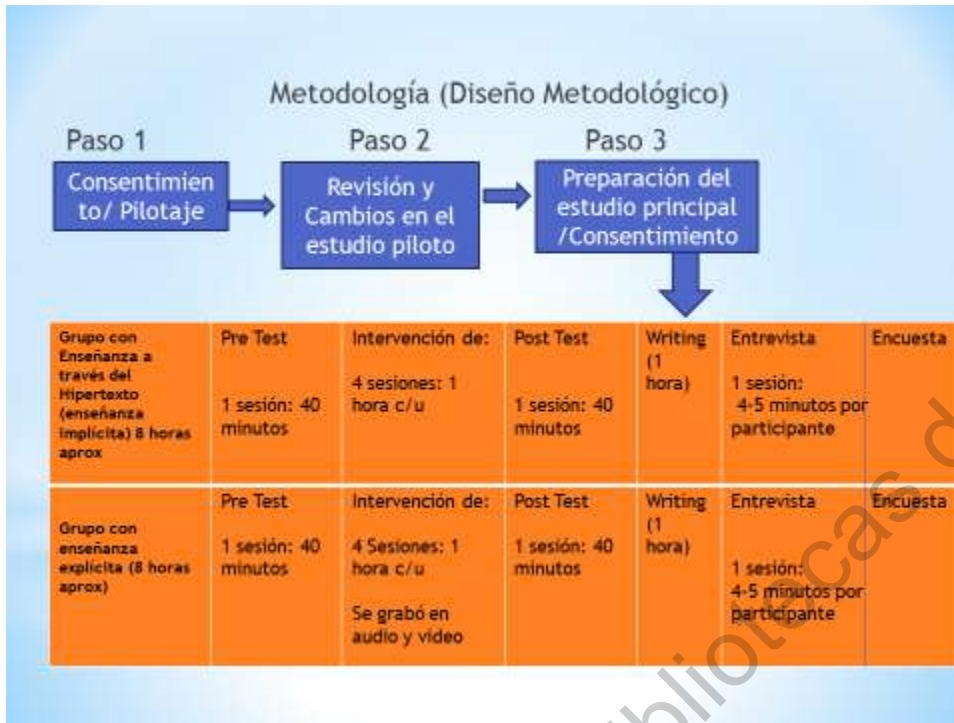 Metodología (Diseño Metodológico)
Paso 1
Paso 2
Paso 3
Consentimien
to/ Pilotaje
Revisión y
Cambios en el
estudio piloto
Preparación del
estudio principal
/Consentimiento
Grupo con
Enseñanza a
través del
Hipertexto
(enseñanza
implícita) 8 horas
aprox
Pre Test
1 sesión: 40
minutos
Intervención de:
4 sesiones: 1
hora c/u
Post Test
1 sesión: 40
minutos
Writing
(1
hora)
Entrevista
1 sesión:
4-5 minutos por
participante
Encuesta
Grupo con
enseñanza
explícita (8 horas
aprox)
Pre Test
1 sesión: 40
minutos
Intervención de:
4 Sesiones: 1
hora c/u
Se grabó en
audio y video
Post Test
1 sesión: 40
minutos
Writing
(1
hora)
Entrevista
1 sesión:
4-5 minutos por
participante
Encuesta
bliotecas d